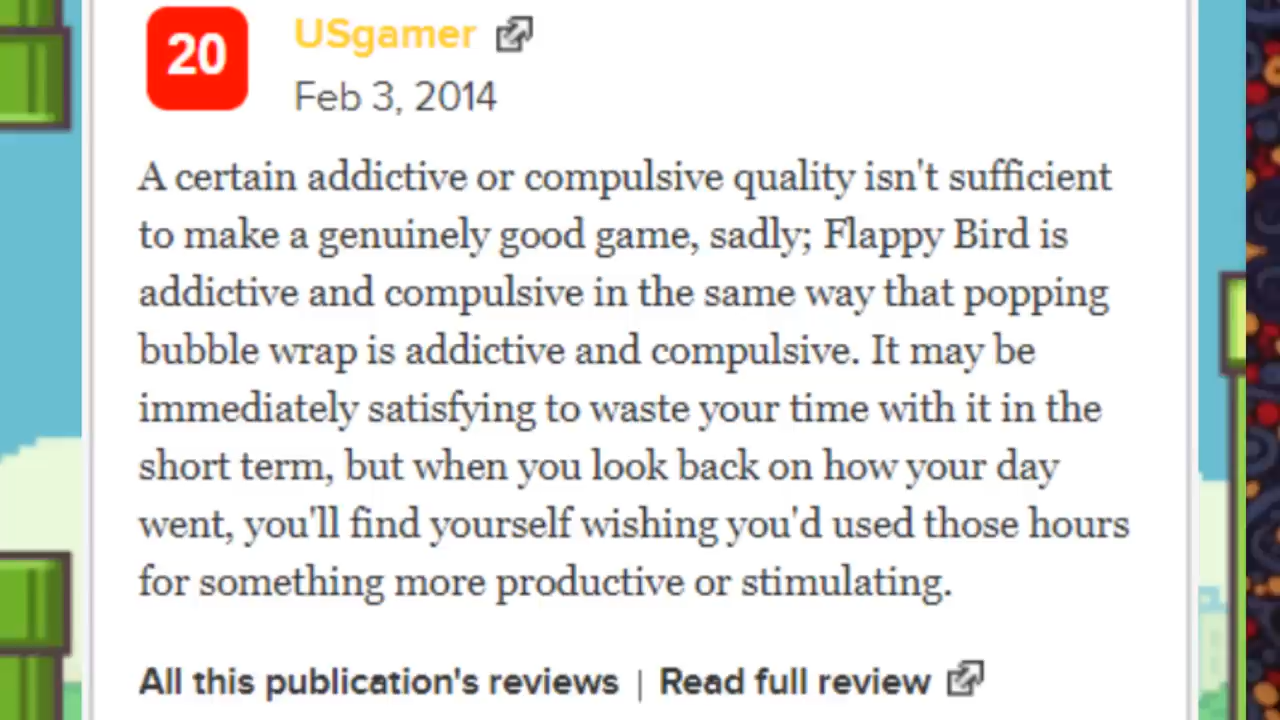 20
USgamer
Feb 3, 2014
A certain addictive or compulsive quality isn't sufficient
to make a genuinely good game, sadly; Flappy Bird is
addictive and compulsive in the same way that popping
bubble wrap is addictive and compulsive. It may be
immediately satisfying to waste your time with it in the
short term, but when you look back on how your day
went, you'll find yourself wishing you'd used those hours
for something more productive or stimulating.
All this publication's reviews | Read full review